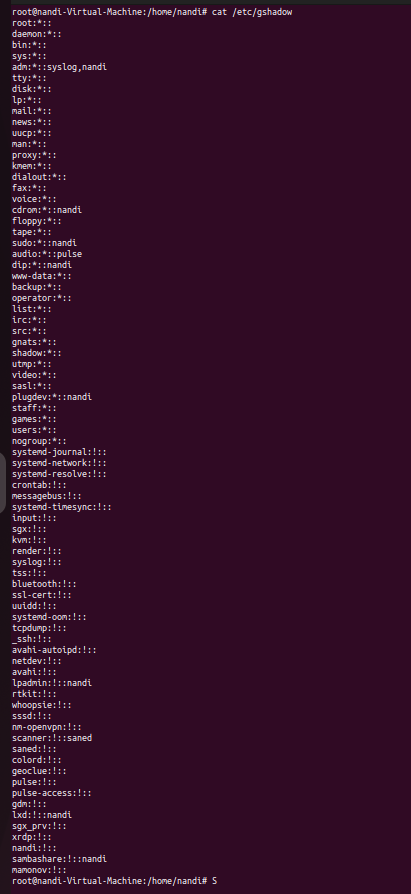 root@nandi-Virtual-Machine:/home/nandi# cat /etc/gshadow
root:*::
daemon:*::
bin:*::
sys:*::
adm:*::syslog,nandi
tty:*::
disk:*::
lp:*::
mail:*::
news:*::
uucp:*::
man:*::
proxy:*::
kmem:*::
dialout:*::
fax:*::
voice:*::
cdrom:*::nandi
floppy:*::
tape:*::
sudo:*::nandi
audio:*::pulse
dip:*::nandi
www-data:*::
backup:*::
operator:*::
list:*::
irc:*::
src:*::
gnats:*::
shadow:*::
utmp:*::
video:*::
sasl:*::
plugdev:*::nandi
staff:*::
games:*::
users:*::
nogroup:*::
systemd-journal:!::
systemd-network:!::
systemd-resolve:!::
crontab:!::
messagebus:!::
systemd-timesync:!::
input:!::
sgx:!::
kvm:!::
render:!::
syslog:!::
tss:!::
bluetooth:!::
ssl-cert:!::
uuidd:!::
systemd-oom:!::
tcpdump:!::
_ssh:!::
avahi-autoipd:!::
netdev:!::
avahi:!::
lpadmin:!::nandi
rtkit:!::
whoopsie:!::
sssd:!::
nm-openvpn:!::
scanner:!::saned
saned:!::
colord:!::
geoclue:!::
pulse:!::
pulse-access:!::
gdm:!::
lxd:!::nandi
sgx_prv:!::
xrdp:!::
nandi:!::
sambashare:!::nandi
mamonov:!::
root@nandi-Virtual-Machine:/home/nandi# S